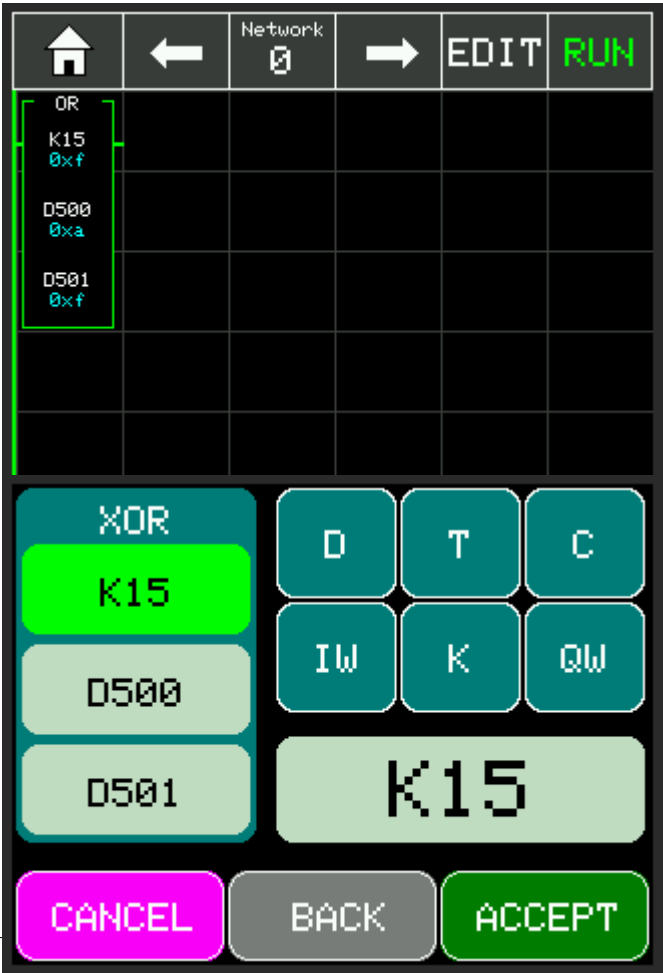 Network
0
EDIT
RUN
OR
K15
0xf
D500
0xa
D501
0xf
XOR
K15
D500
D501
D
T
C
IW
K
QW
K15
CANCEL
BACK
ACCEPT